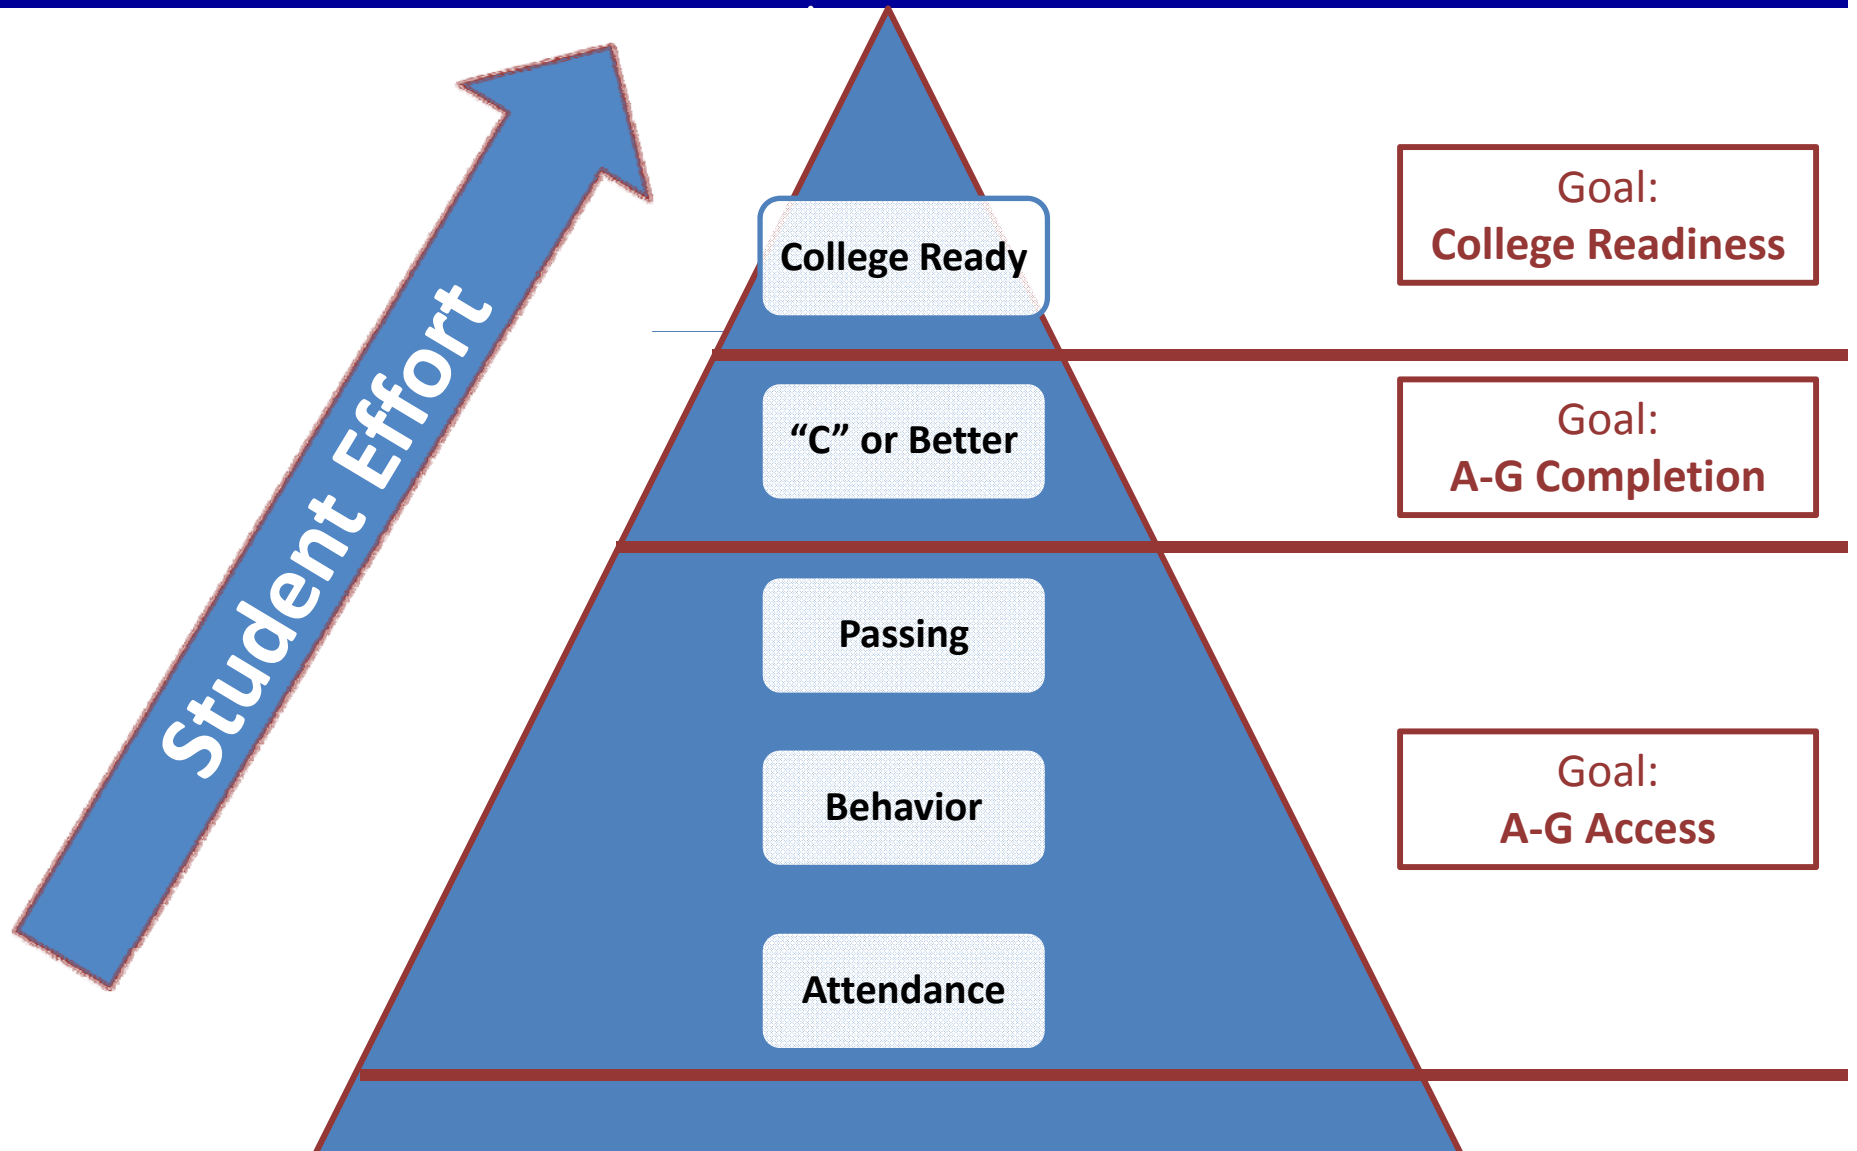 Student Effort
College Ready
Goal:
College Readiness
“C” or Better
Goal:
A-G Completion
Passing
Behavior
Goal:
A-G Access
Attendance